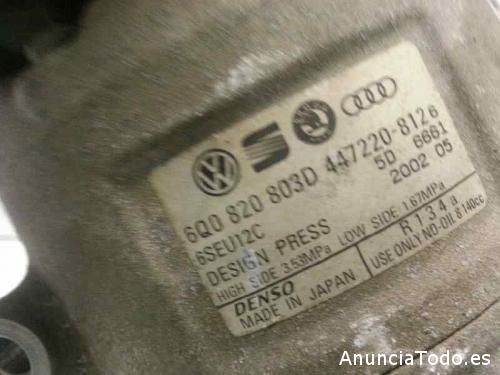 6Q0 820 803D 447220-8126
6SEU12C 5D 6661
2002 05
DESIGN PRESS
HIGH SIDE: 3.53MPa LOW SIDE: 1.67MPa
DENSO
MADE IN JAPAN
R134a
USE ONLY ND-OIL 8 140cc
AnunciaTodo.es